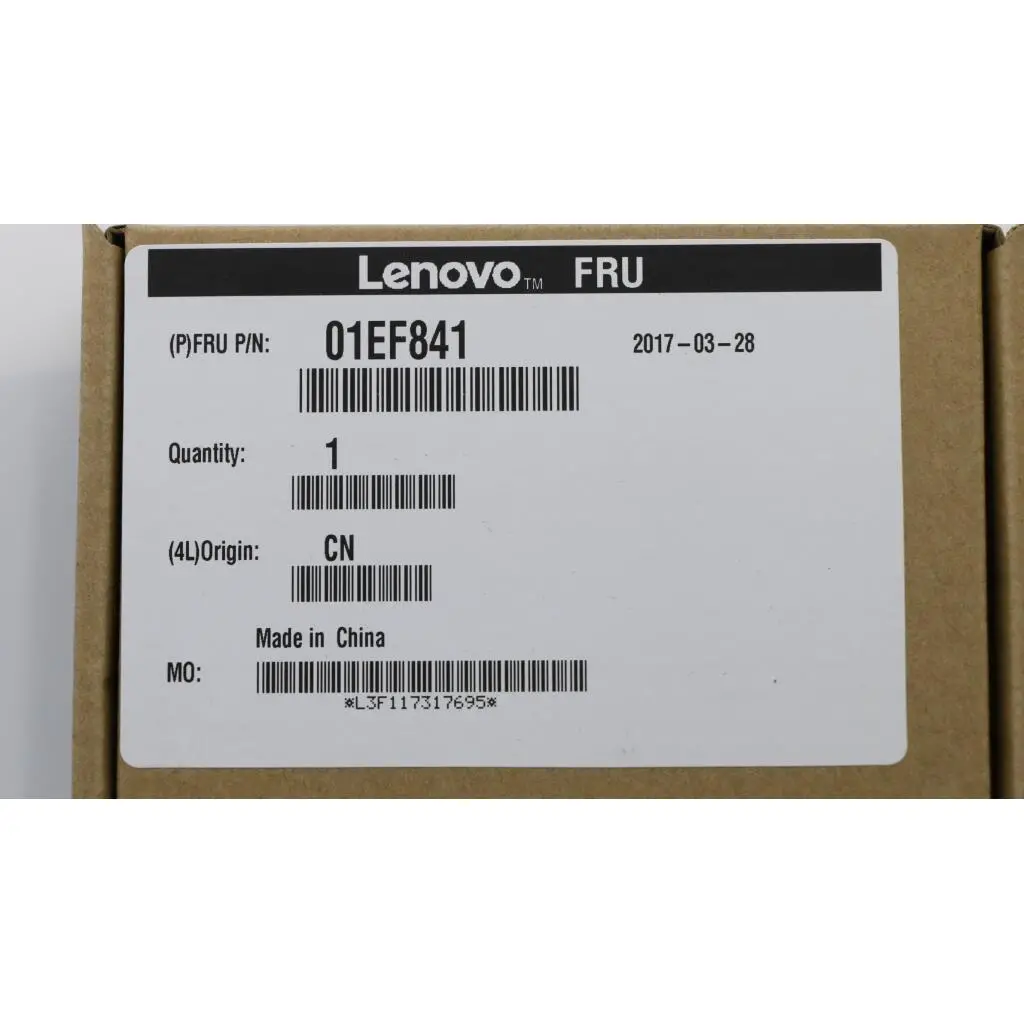 Lenovo™ FRU
(P)FRU P/N: 01EF841 2017-03-28
Quantity: 1
(4L)Origin: CN
Made in China
MO:
*L3F117317695*